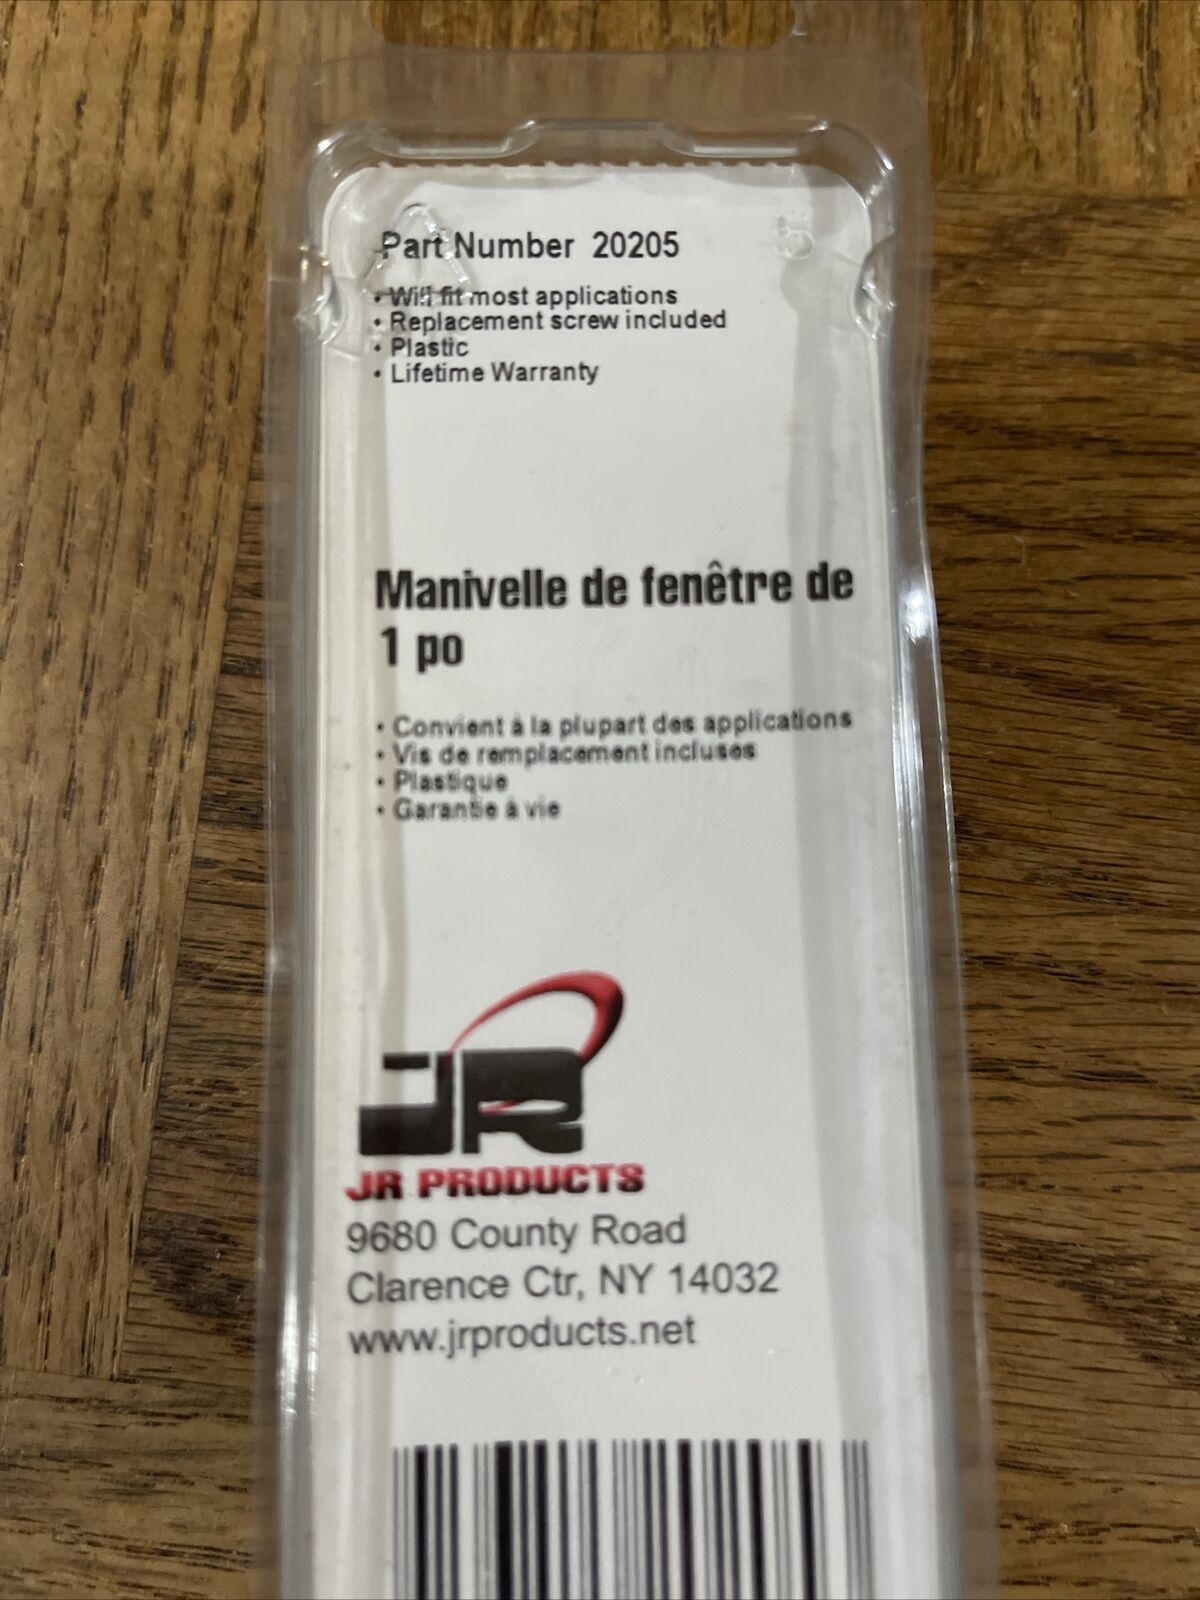 Part Number 20205
• Will fit most applications
• Replacement screw included
• Plastic
• Lifetime Warranty
Manivelle de fenêtre de
1 po
• Convient à la plupart des applications
• Vis de remplacement incluses
• Plastique
• Garantie à vie
JR
JR PRODUCTS
9680 County Road
Clarence Ctr, NY 14032
www.jrproducts.net